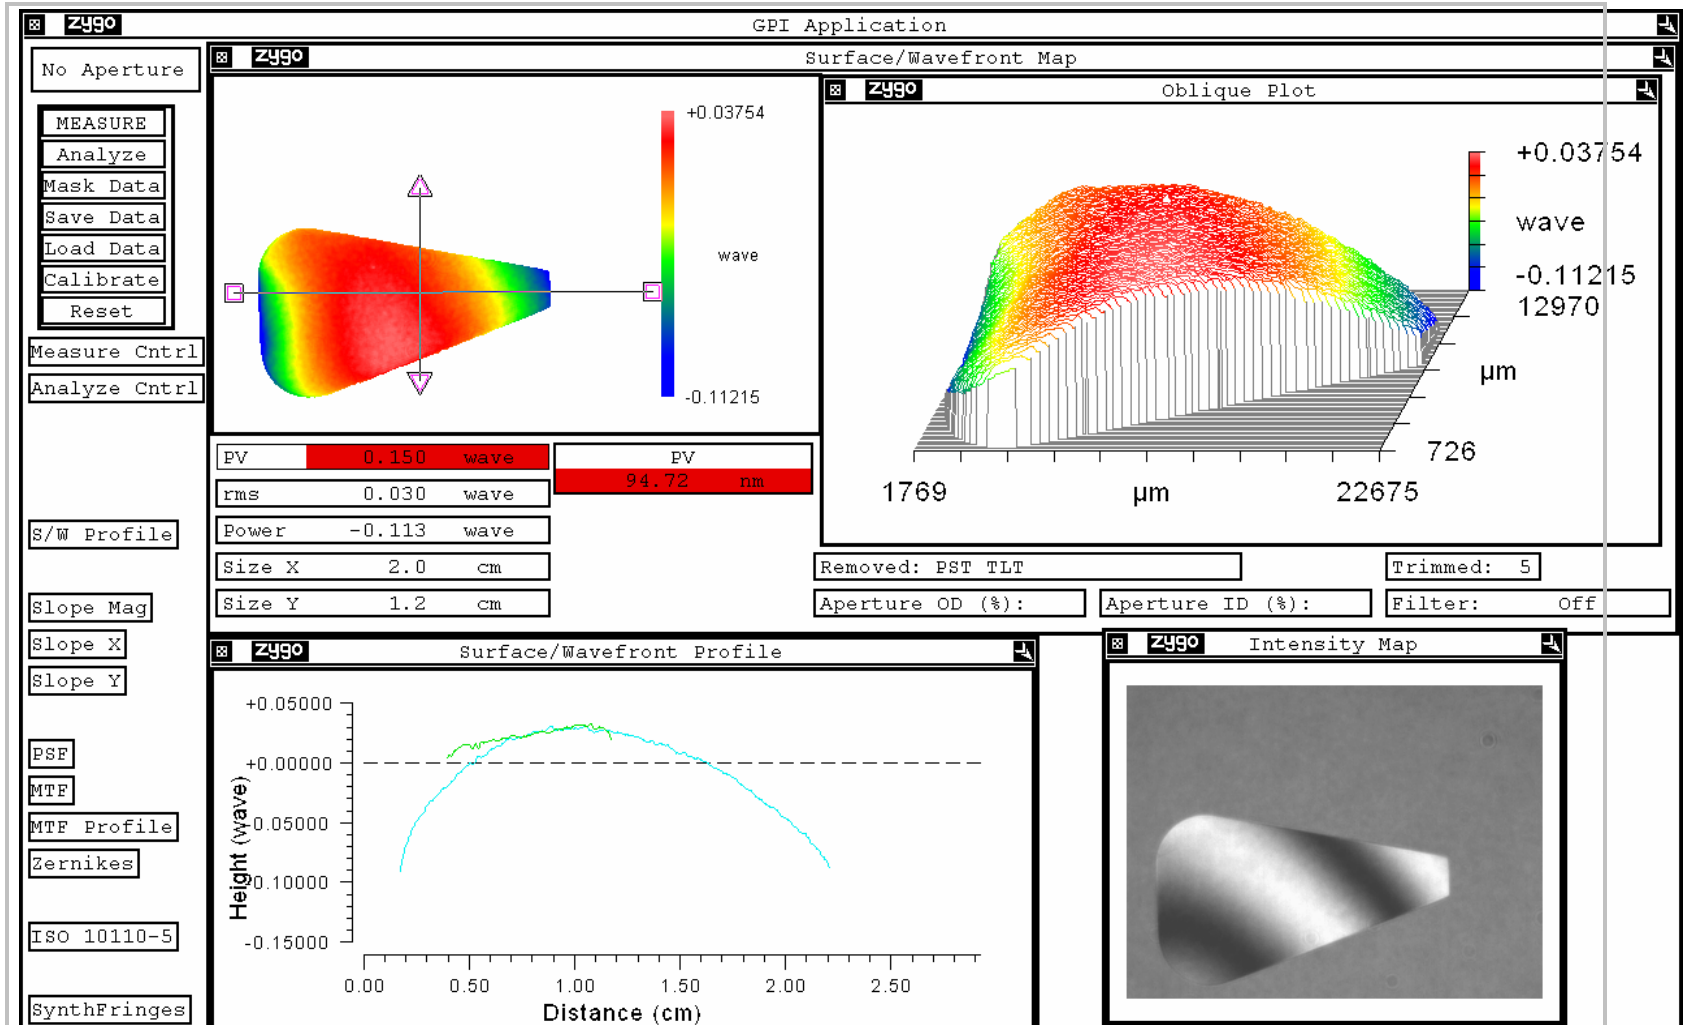 zygo GPI Application
No Aperture
MEASURE
Analyze
Mask Data
Save Data
Load Data
Calibrate
Reset
Measure Cntrl
Analyze Cntrl
S/W Profile
Slope Mag
Slope X
Slope Y
PSF
MTF
MTF Profile
Zernikes
ISO 10110-5
SynthFringes
zygo Surface/Wavefront Map
+0.03754
wave
-0.11215
zygo Oblique Plot
+0.03754
wave
-0.11215
12970
µm
726
1769 µm 22675
PV 0.150 wave
rms 0.030 wave
Power -0.113 wave
Size X 2.0 cm
Size Y 1.2 cm
PV
94.72 nm
Removed: PST TLT
Trimmed: 5
Aperture OD (%):
Aperture ID (%):
Filter: Off
zygo Surface/Wavefront Profile
+0.05000
+0.00000
-0.05000
-0.10000
-0.15000
Height (wave)
0.00 0.50 1.00 1.50 2.00 2.50
Distance (cm)
zygo Intensity Map